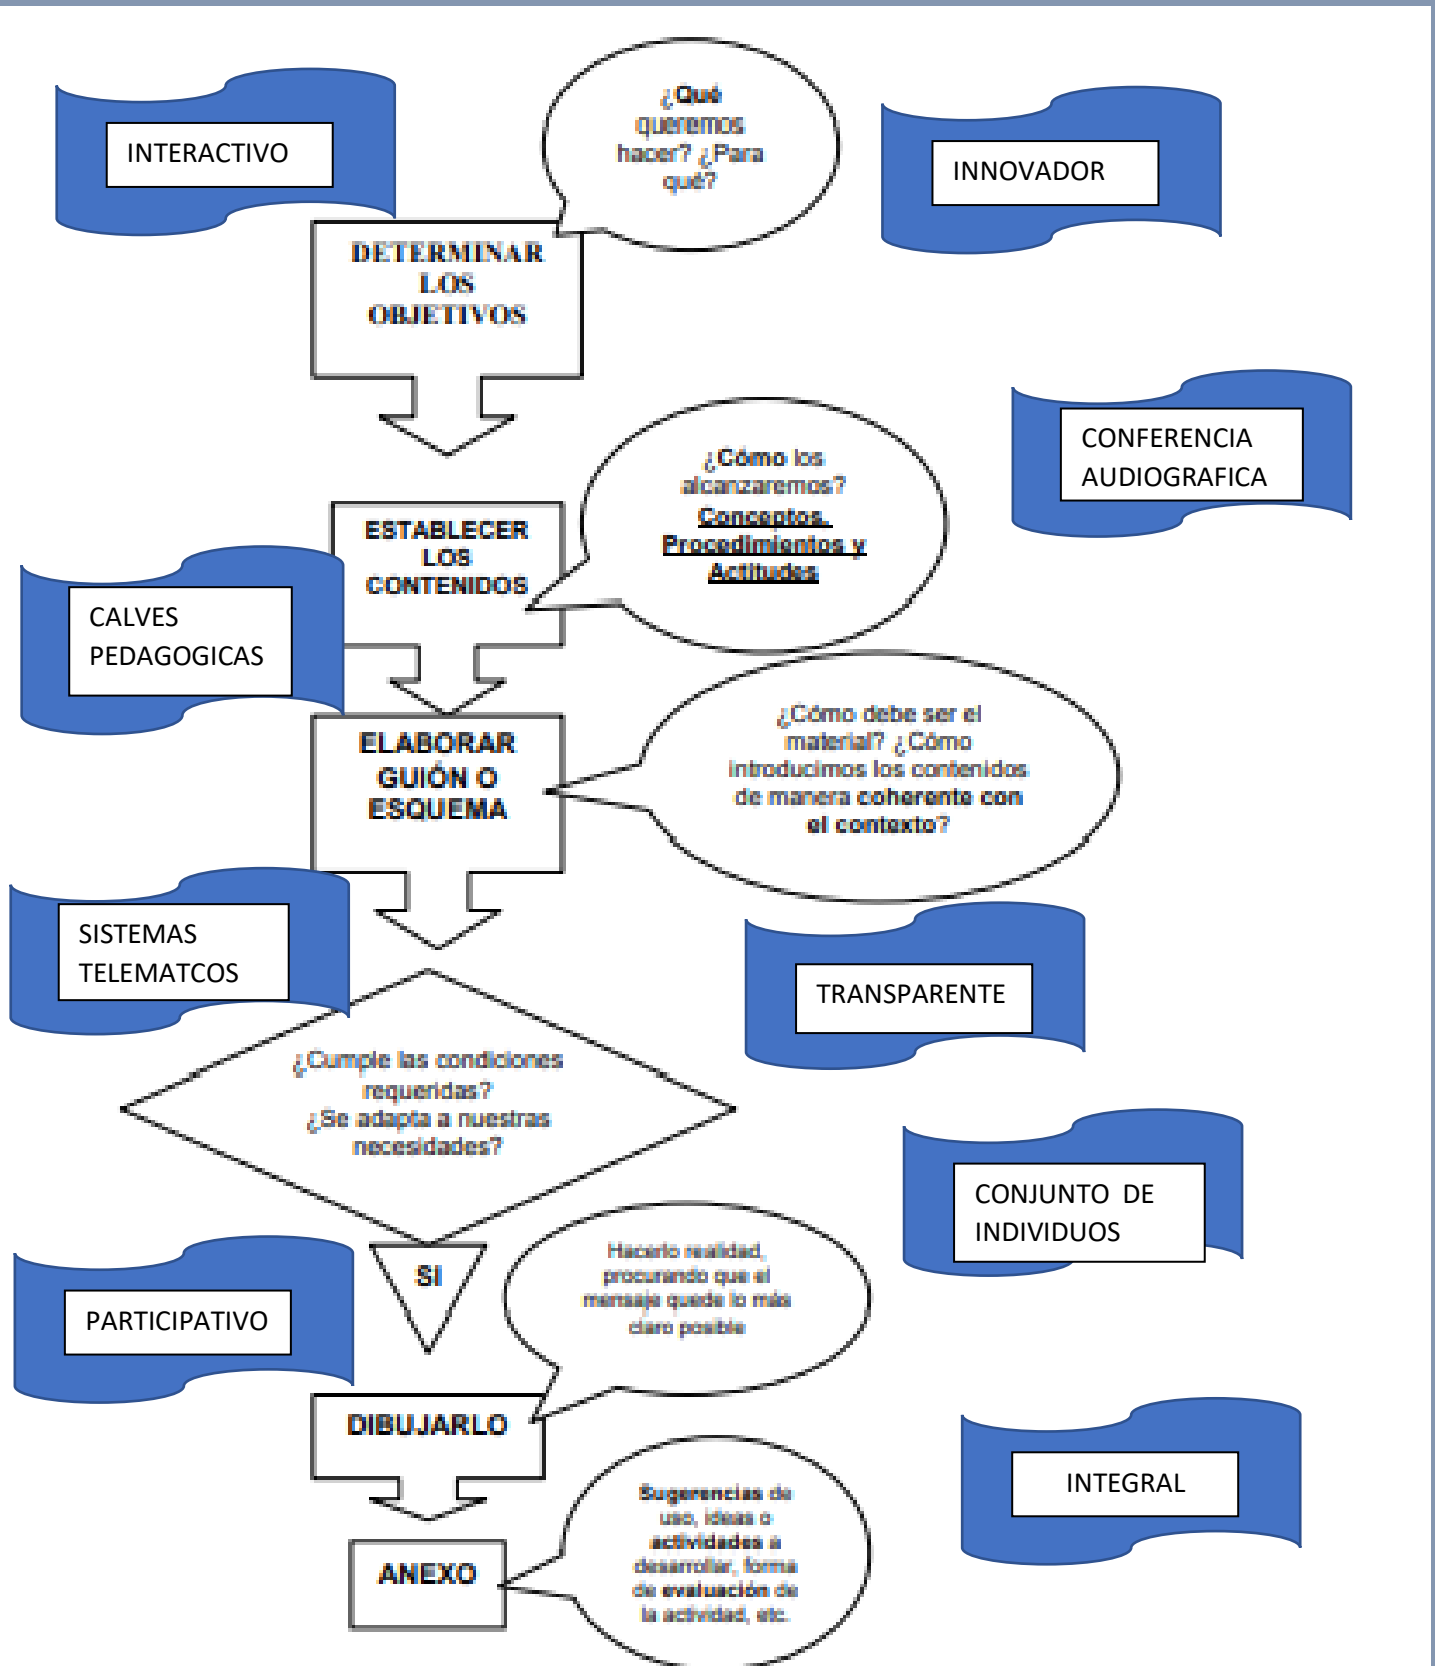 ¿Qué
queremos
hacer? ¿Para
qué?
INTERACTIVO
INNOVADOR
DETERMINAR
LOS
OBJETIVOS
CONFERENCIA
AUDIOGRAFICA
¿Cómo los
alcanzaremos?
Conceptos,
Procedimientos y
Actitudes
ESTABLECER
LOS
CONTENIDOS
CALVES
PEDAGOGICAS
¿Cómo debe ser el
material? ¿Cómo
introducimos los contenidos
de manera coherente con
el contexto?
ELABORAR
GUIÓN O
ESQUEMA
SISTEMAS
TELEMATCOS
TRANSPARENTE
¿Cumple las condiciones
requeridas?
¿Se adapta a nuestras
necesidades?
CONJUNTO DE
INDIVIDUOS
SI
Hacerlo realidad,
procurando que el
mensaje quede lo más
claro posible
PARTICIPATIVO
DIBUJARLO
INTEGRAL
Sugerencias de
uso, ideas o
actividades a
desarrollar, forma
de evaluación de
la actividad, etc.
ANEXO